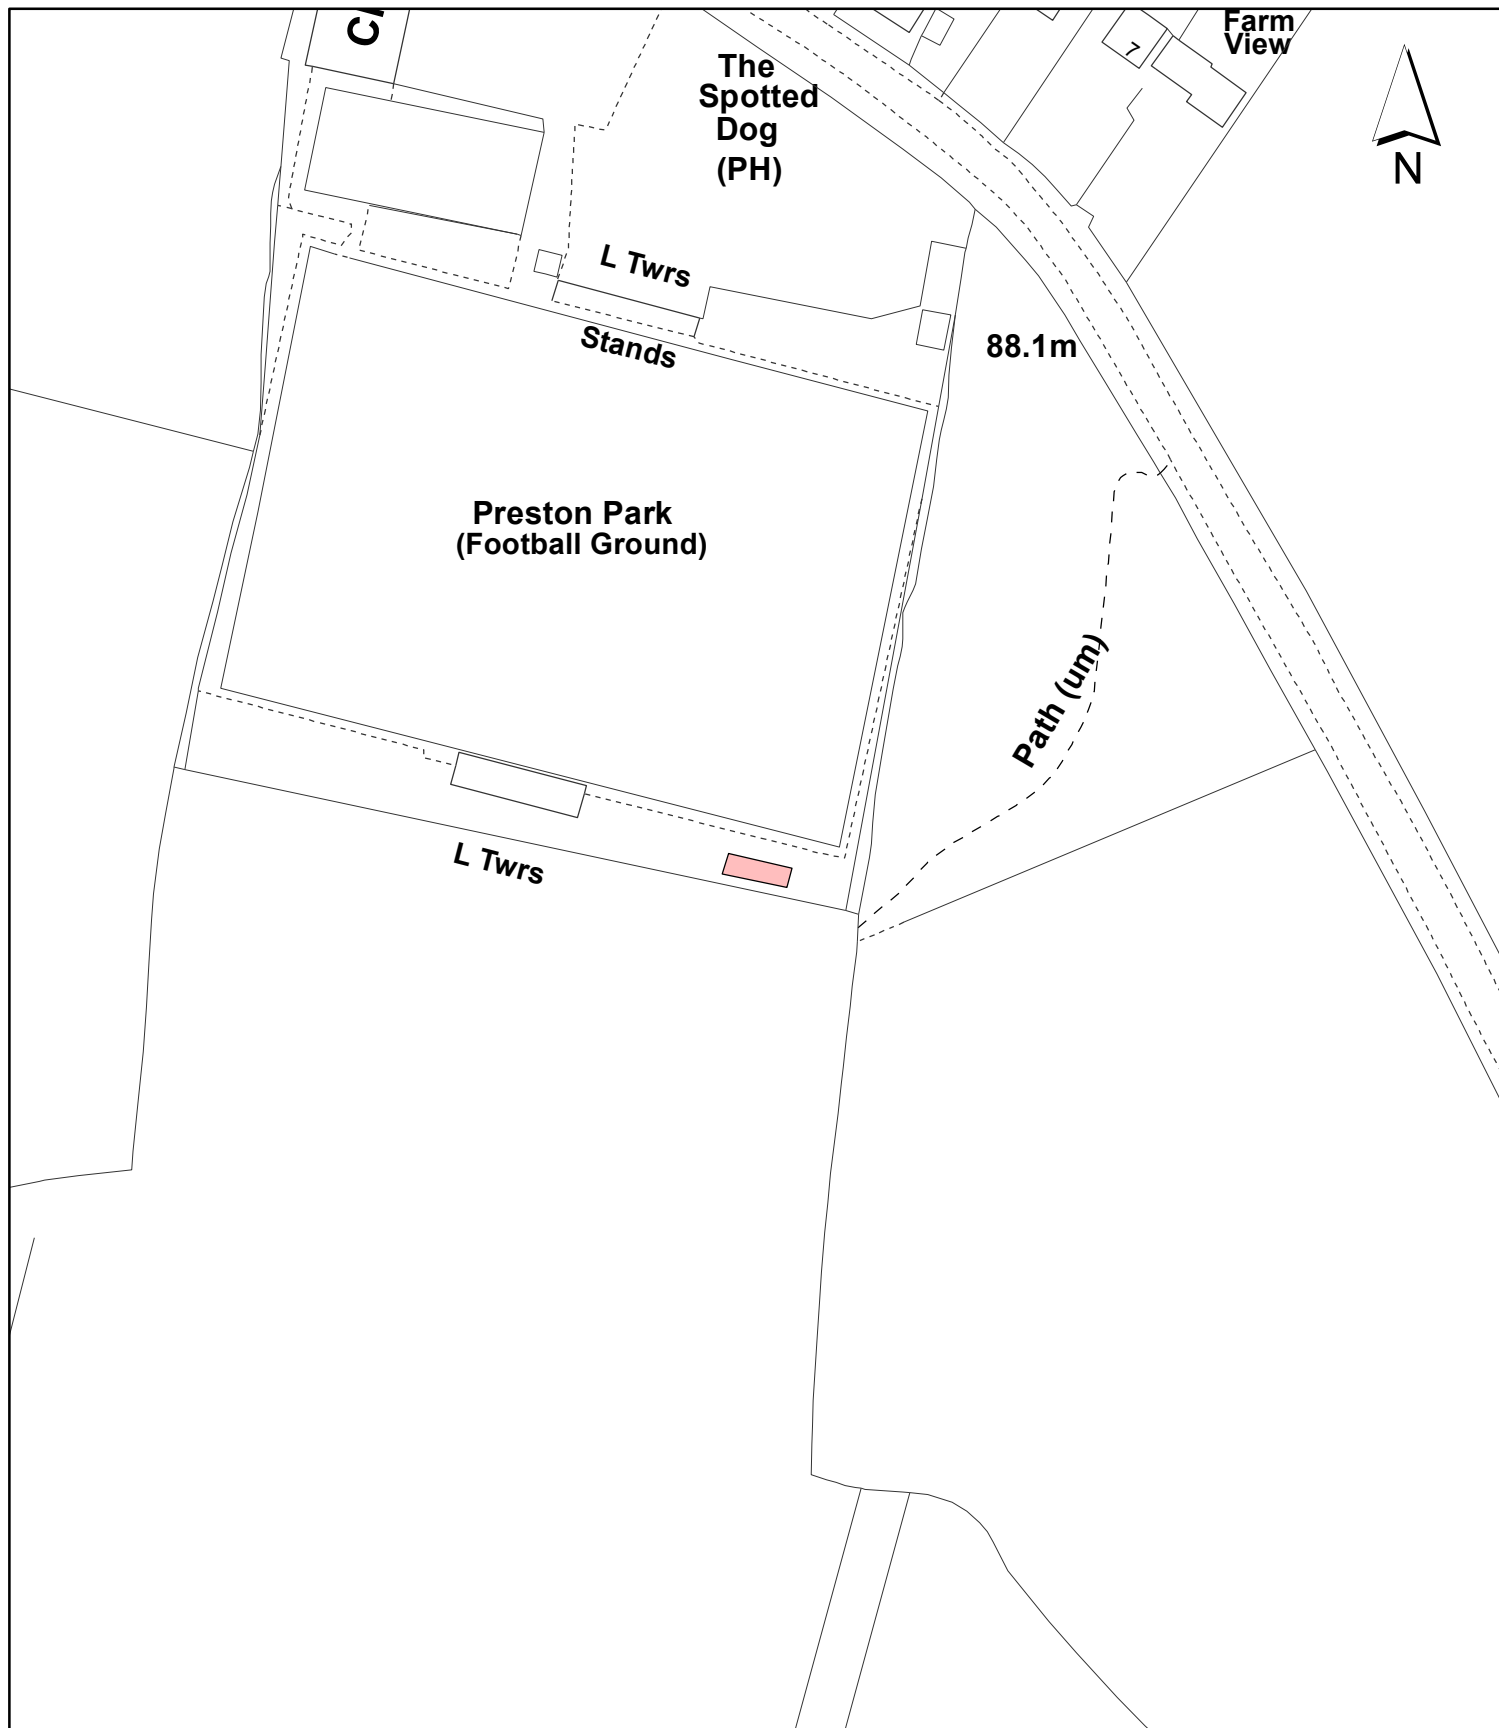 Farm
View
7
The
Spotted
Dog
(PH)
N
L Twrs
Stands
88.1m
Preston Park
(Football Ground)
Path (um)
L Twrs